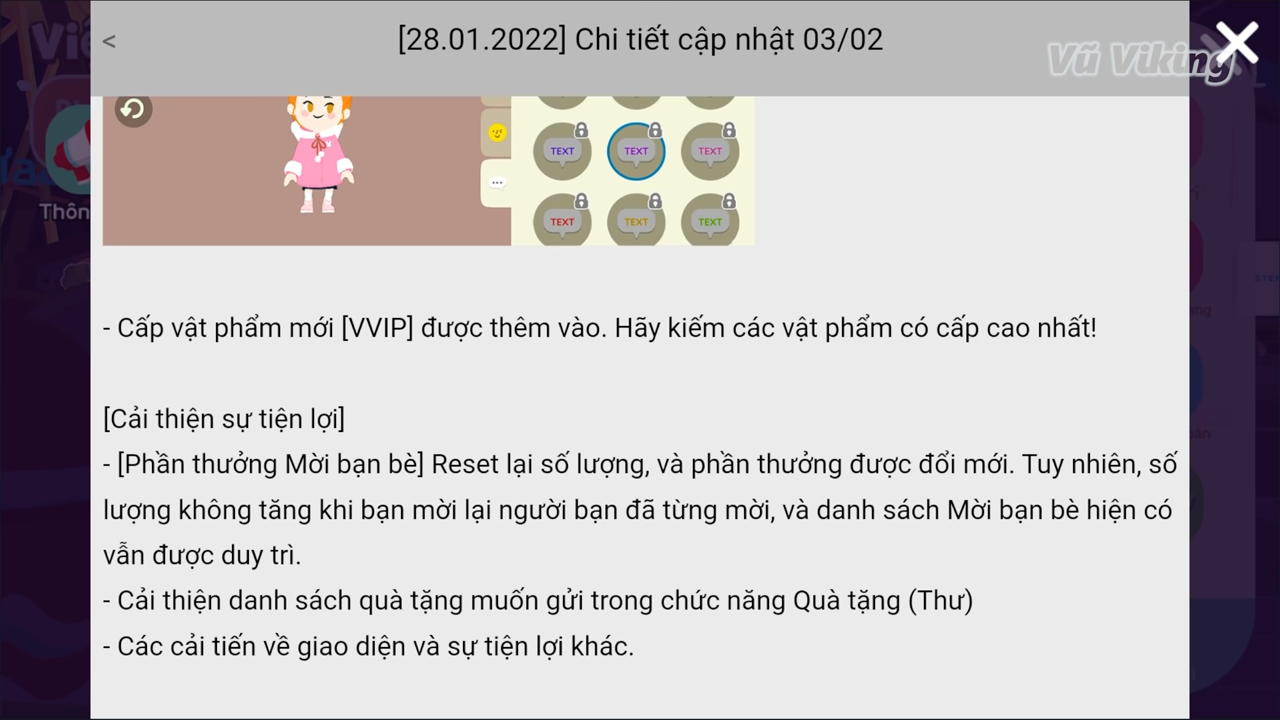 < [28.01.2022] Chi tiết cập nhật 03/02
Vũ Viking
Thôn
TEXT TEXT TEXT
TEXT TEXT TEXT
- Cấp vật phẩm mới [VVIP] được thêm vào. Hãy kiếm các vật phẩm có cấp cao nhất!
[Cải thiện sự tiện lợi]
- [Phần thưởng Mời bạn bè] Reset lại số lượng, và phần thưởng được đổi mới. Tuy nhiên, số
lượng không tăng khi bạn mời lại người bạn đã từng mời, và danh sách Mời bạn bè hiện có
vẫn được duy trì.
- Cải thiện danh sách quà tặng muốn gửi trong chức năng Quà tặng (Thư)
- Các cải tiến về giao diện và sự tiện lợi khác.